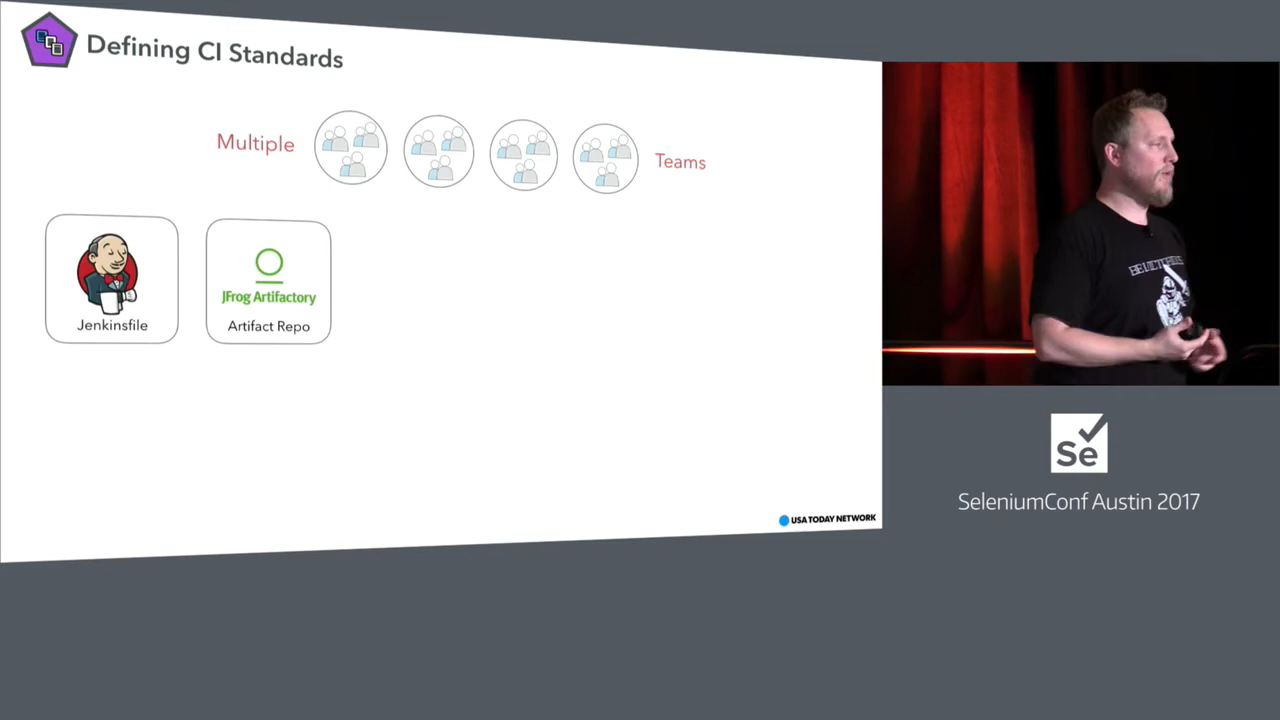 Defining CI Standards
Multiple
Teams
Jenkinsfile
JFrog Artifactory
Artifact Repo
USA TODAY NETWORK
Se
SeleniumConf Austin 2017